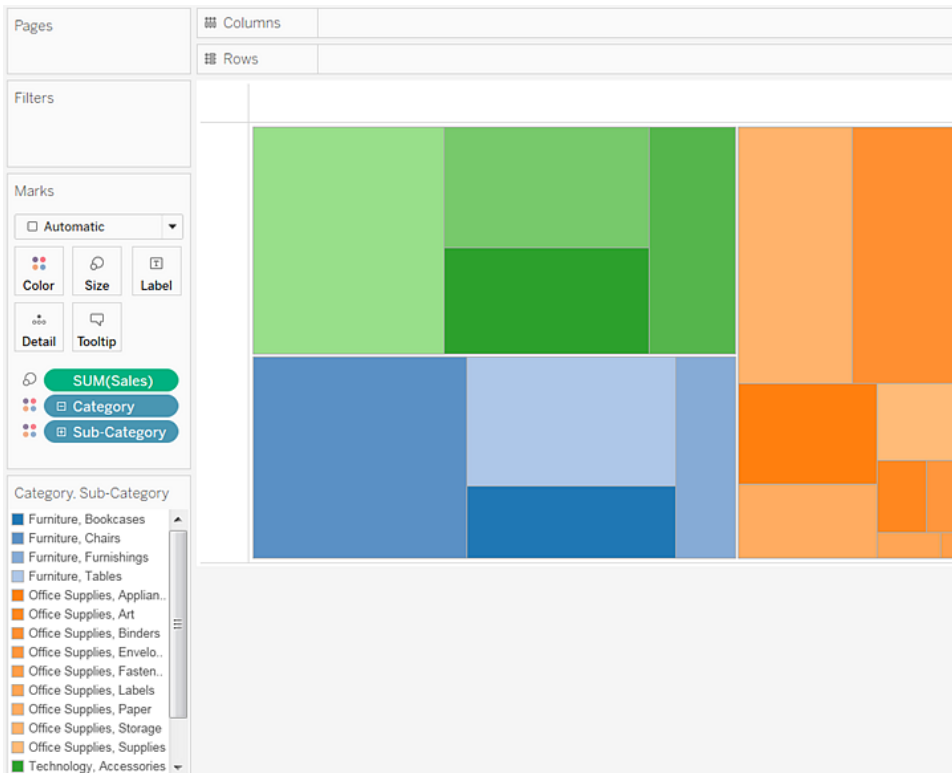 Pages
Columns
Rows
Filters
Marks
Automatic
Color Size Label
T
Detail Tooltip
SUM(Sales)
Category
Sub-Category
Category, Sub-Category
Furniture, Bookcases
Furniture, Chairs
Furniture, Furnishings
Furniture, Tables
Office Supplies, Applian..
Office Supplies, Art
Office Supplies, Binders
Office Supplies, Envelo..
Office Supplies, Fasten..
Office Supplies, Labels
Office Supplies, Paper
Office Supplies, Storage
Office Supplies, Supplies
Technology, Accessories